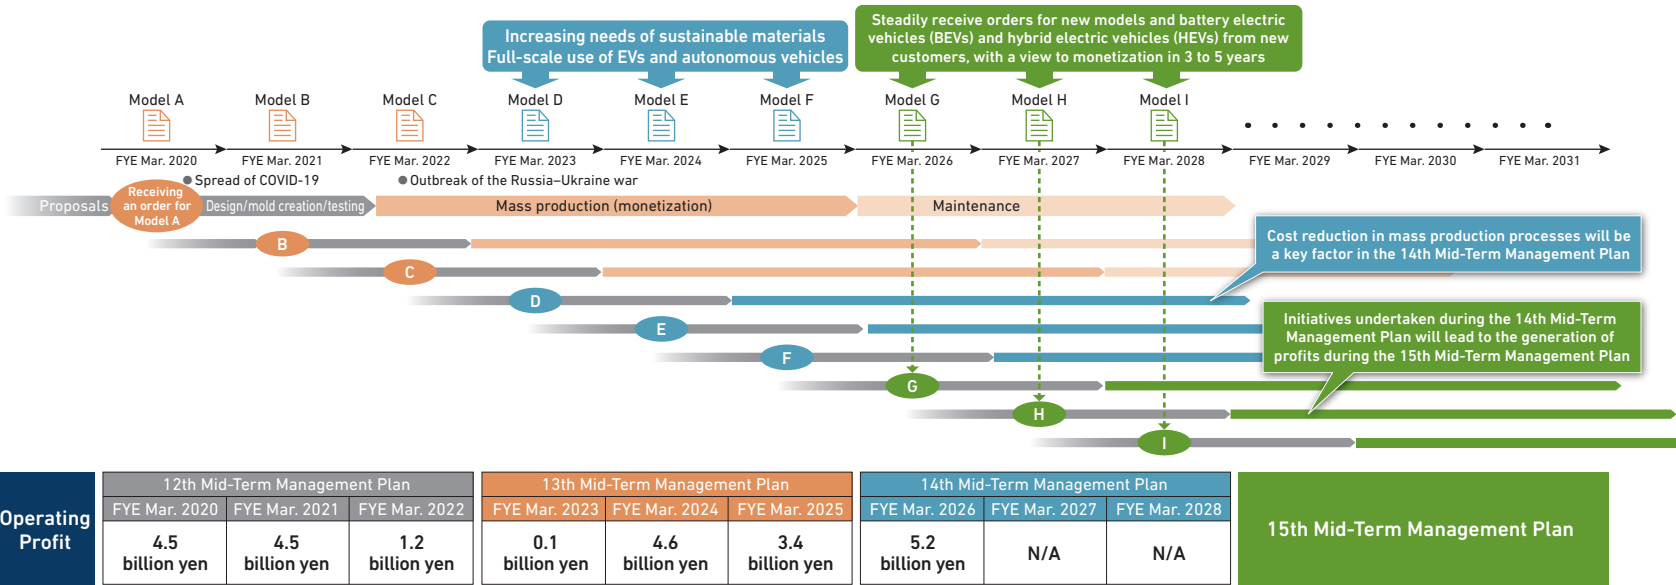 Increasing needs of sustainable materials
Full-scale use of EVs and autonomous vehicles
Steadily receive orders for new models and battery electric
vehicles (BEVs) and hybrid electric vehicles (HEVs) from new
customers, with a view to monetization in 3 to 5 years
Model A
Model B
Model C
Model D
Model E
Model F
Model G
Model H
Model I
FYE Mar. 2020
FYE Mar. 2021
FYE Mar. 2022
FYE Mar. 2023
FYE Mar. 2024
FYE Mar. 2025
FYE Mar. 2026
FYE Mar. 2027
FYE Mar. 2028
FYE Mar. 2029
FYE Mar. 2030
FYE Mar. 2031
Spread of COVID-19
Outbreak of the Russia–Ukraine war
Proposals
Receiving
an order for
Model A
Design/mold creation/testing
Mass production (monetization)
Maintenance
B
C
D
E
F
G
H
I
Cost reduction in mass production processes will be
a key factor in the 14th Mid-Term Management Plan
Initiatives undertaken during the 14th Mid-Term
Management Plan will lead to the generation of
profits during the 15th Mid-Term Management Plan
Operating
Profit
12th Mid-Term Management Plan
FYE Mar. 2020
FYE Mar. 2021
FYE Mar. 2022
4.5
billion yen
4.5
billion yen
1.2
billion yen
13th Mid-Term Management Plan
FYE Mar. 2023
FYE Mar. 2024
FYE Mar. 2025
0.1
billion yen
4.6
billion yen
3.4
billion yen
14th Mid-Term Management Plan
FYE Mar. 2026
FYE Mar. 2027
FYE Mar. 2028
5.2
billion yen
N/A
N/A
15th Mid-Term Management Plan